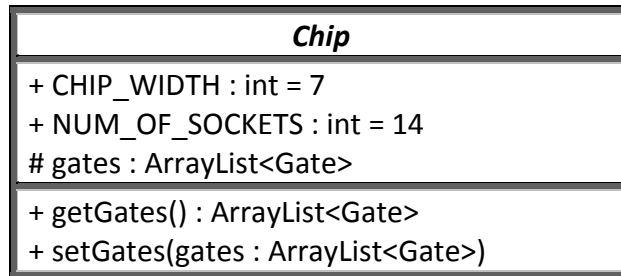 Chip
+ CHIP_WIDTH : int = 7
+ NUM_OF_SOCKETS : int = 14
# gates : ArrayList<Gate>
+ getGates() : ArrayList<Gate>
+ setGates(gates : ArrayList<Gate>)